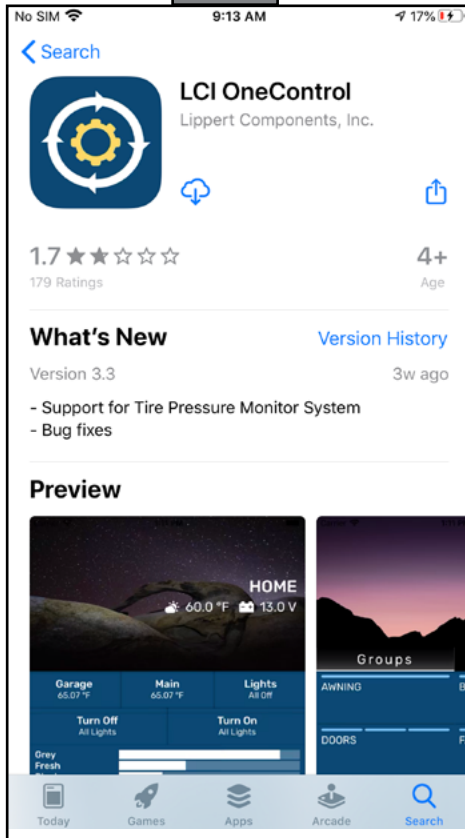 No SIM 9:13 AM 17%
Search
LCI OneControl
Lippert Components, Inc.
1.7 4+
179 Ratings Age
What's New Version History
Version 3.3 3w ago
- Support for Tire Pressure Monitor System
- Bug fixes
Preview
HOME
60.0 °F 13.0 V
Groups
Garage Main Lights
65.07 °F 65.07 °F All Off
AWNING
Turn Off Turn On
All Lights All Lights
DOORS
Grey
Fresh
Today Games Apps Arcade Search